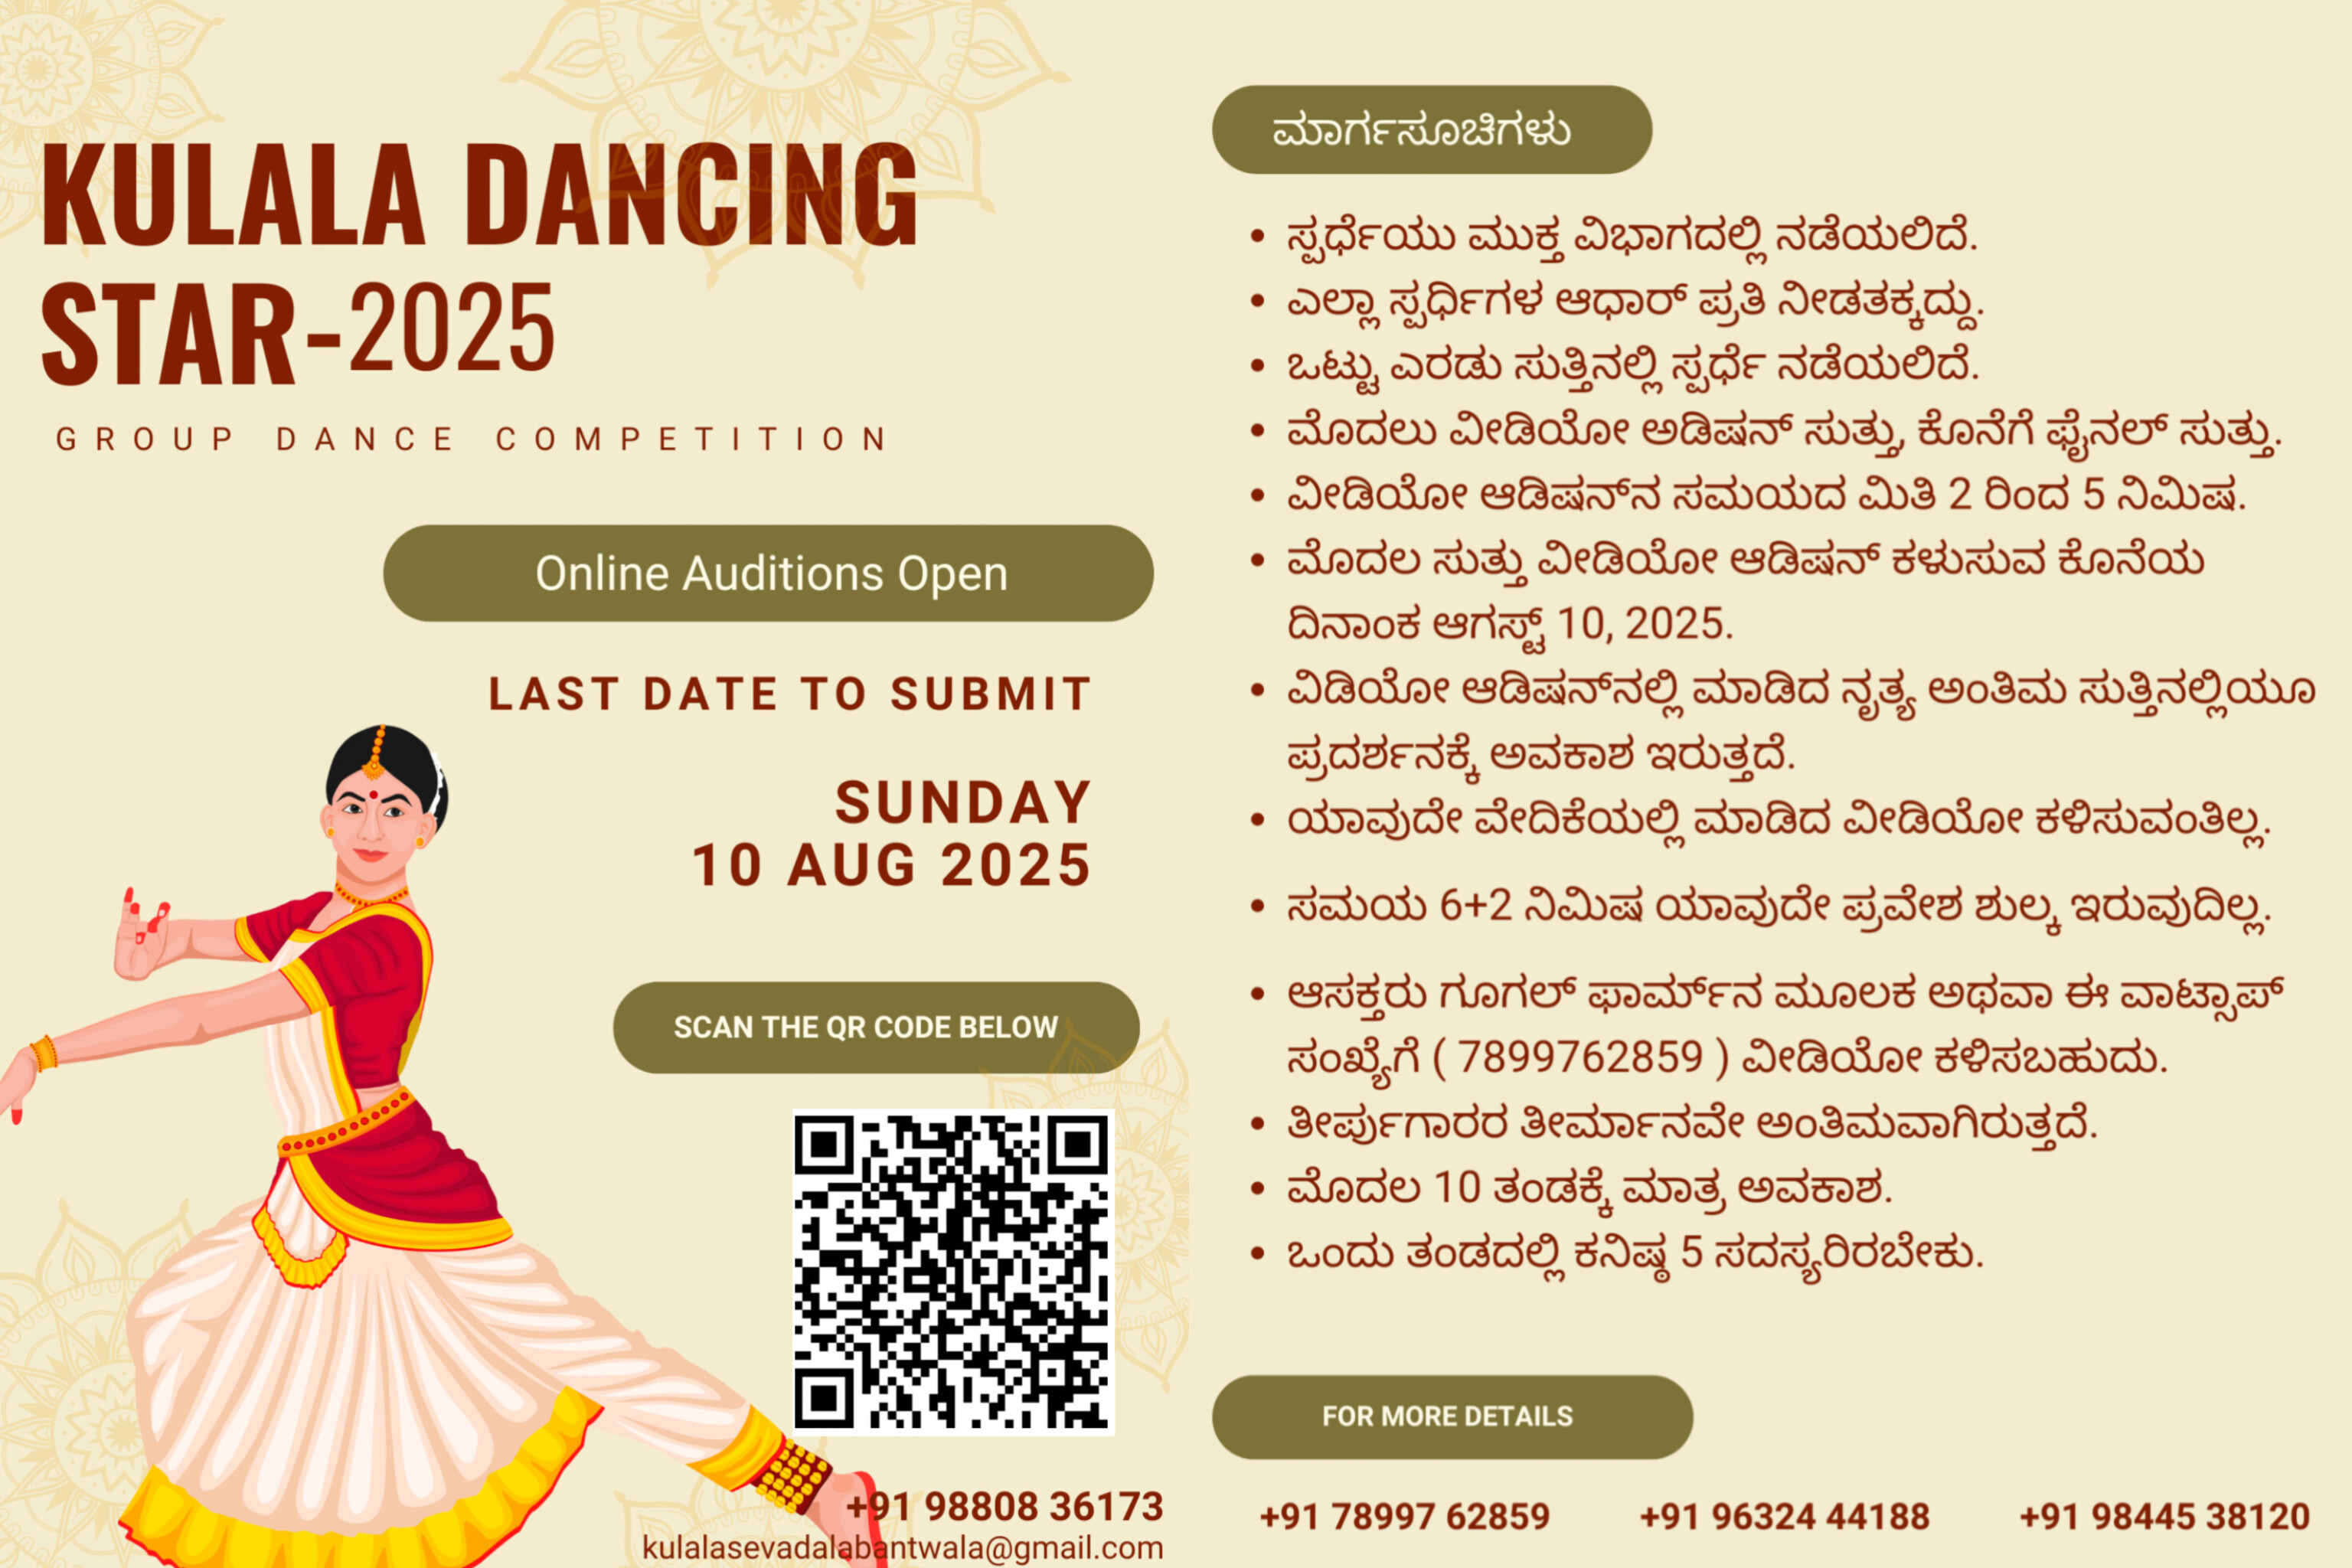 KULALA DANCING
STAR-2025
GROUP DANCE COMPETITION
Online Auditions Open
LAST DATE TO SUBMIT
SUNDAY
10 AUG 2025
SCAN THE QR CODE BELOW
+91 98808 36173
kulalasevadalabantwala@gmail.com
ಮಾರ್ಗಸೂಚಿಗಳು
• ಸ್ಪರ್ಧೆಯು ಮುಕ್ತ ವಿಭಾಗದಲ್ಲಿ ನಡೆಯಲಿದೆ.
• ಎಲ್ಲಾ ಸ್ಪರ್ಧಿಗಳ ಆಧಾರ್ ಪ್ರತಿ ನೀಡತಕ್ಕದ್ದು.
• ಒಟ್ಟು ಎರಡು ಸುತ್ತಿನಲ್ಲಿ ಸ್ಪರ್ಧೆ ನಡೆಯಲಿದೆ.
• ಮೊದಲು ವೀಡಿಯೋ ಅಡಿಷನ್ ಸುತ್ತು, ಕೊನೆಗೆ ಫೈನಲ್ ಸುತ್ತು.
• ವೀಡಿಯೋ ಆಡಿಷನ್‌ನ ಸಮಯದ ಮಿತಿ 2 ರಿಂದ 5 ನಿಮಿಷ.
• ಮೊದಲ ಸುತ್ತು ವೀಡಿಯೋ ಆಡಿಷನ್ ಕಳುಸುವ ಕೊನೆಯ
ದಿನಾಂಕ ಆಗಸ್ಟ್ 10, 2025.
• ವಿಡಿಯೋ ಆಡಿಷನ್‌ನಲ್ಲಿ ಮಾಡಿದ ನೃತ್ಯ ಅಂತಿಮ ಸುತ್ತಿನಲ್ಲಿಯೂ
ಪ್ರದರ್ಶನಕ್ಕೆ ಅವಕಾಶ ಇರುತ್ತದೆ.
• ಯಾವುದೇ ವೇದಿಕೆಯಲ್ಲಿ ಮಾಡಿದ ವೀಡಿಯೋ ಕಳಿಸುವಂತಿಲ್ಲ.
• ಸಮಯ 6+2 ನಿಮಿಷ ಯಾವುದೇ ಪ್ರವೇಶ ಶುಲ್ಕ ಇರುವುದಿಲ್ಲ.
• ಆಸಕ್ತರು ಗೂಗಲ್ ಫಾರ್ಮ್‌ನ ಮೂಲಕ ಅಥವಾ ಈ ವಾಟ್ಸಾಪ್
ಸಂಖ್ಯೆಗೆ ( 7899762859 ) ವೀಡಿಯೋ ಕಳಿಸಬಹುದು.
• ತೀರ್ಪುಗಾರರ ತೀರ್ಮಾನವೇ ಅಂತಿಮವಾಗಿರುತ್ತದೆ.
• ಮೊದಲ 10 ತಂಡಕ್ಕೆ ಮಾತ್ರ ಅವಕಾಶ.
• ಒಂದು ತಂಡದಲ್ಲಿ ಕನಿಷ್ಠ 5 ಸದಸ್ಯರಿರಬೇಕು.
FOR MORE DETAILS
+91 78997 62859 +91 96324 44188 +91 98445 38120